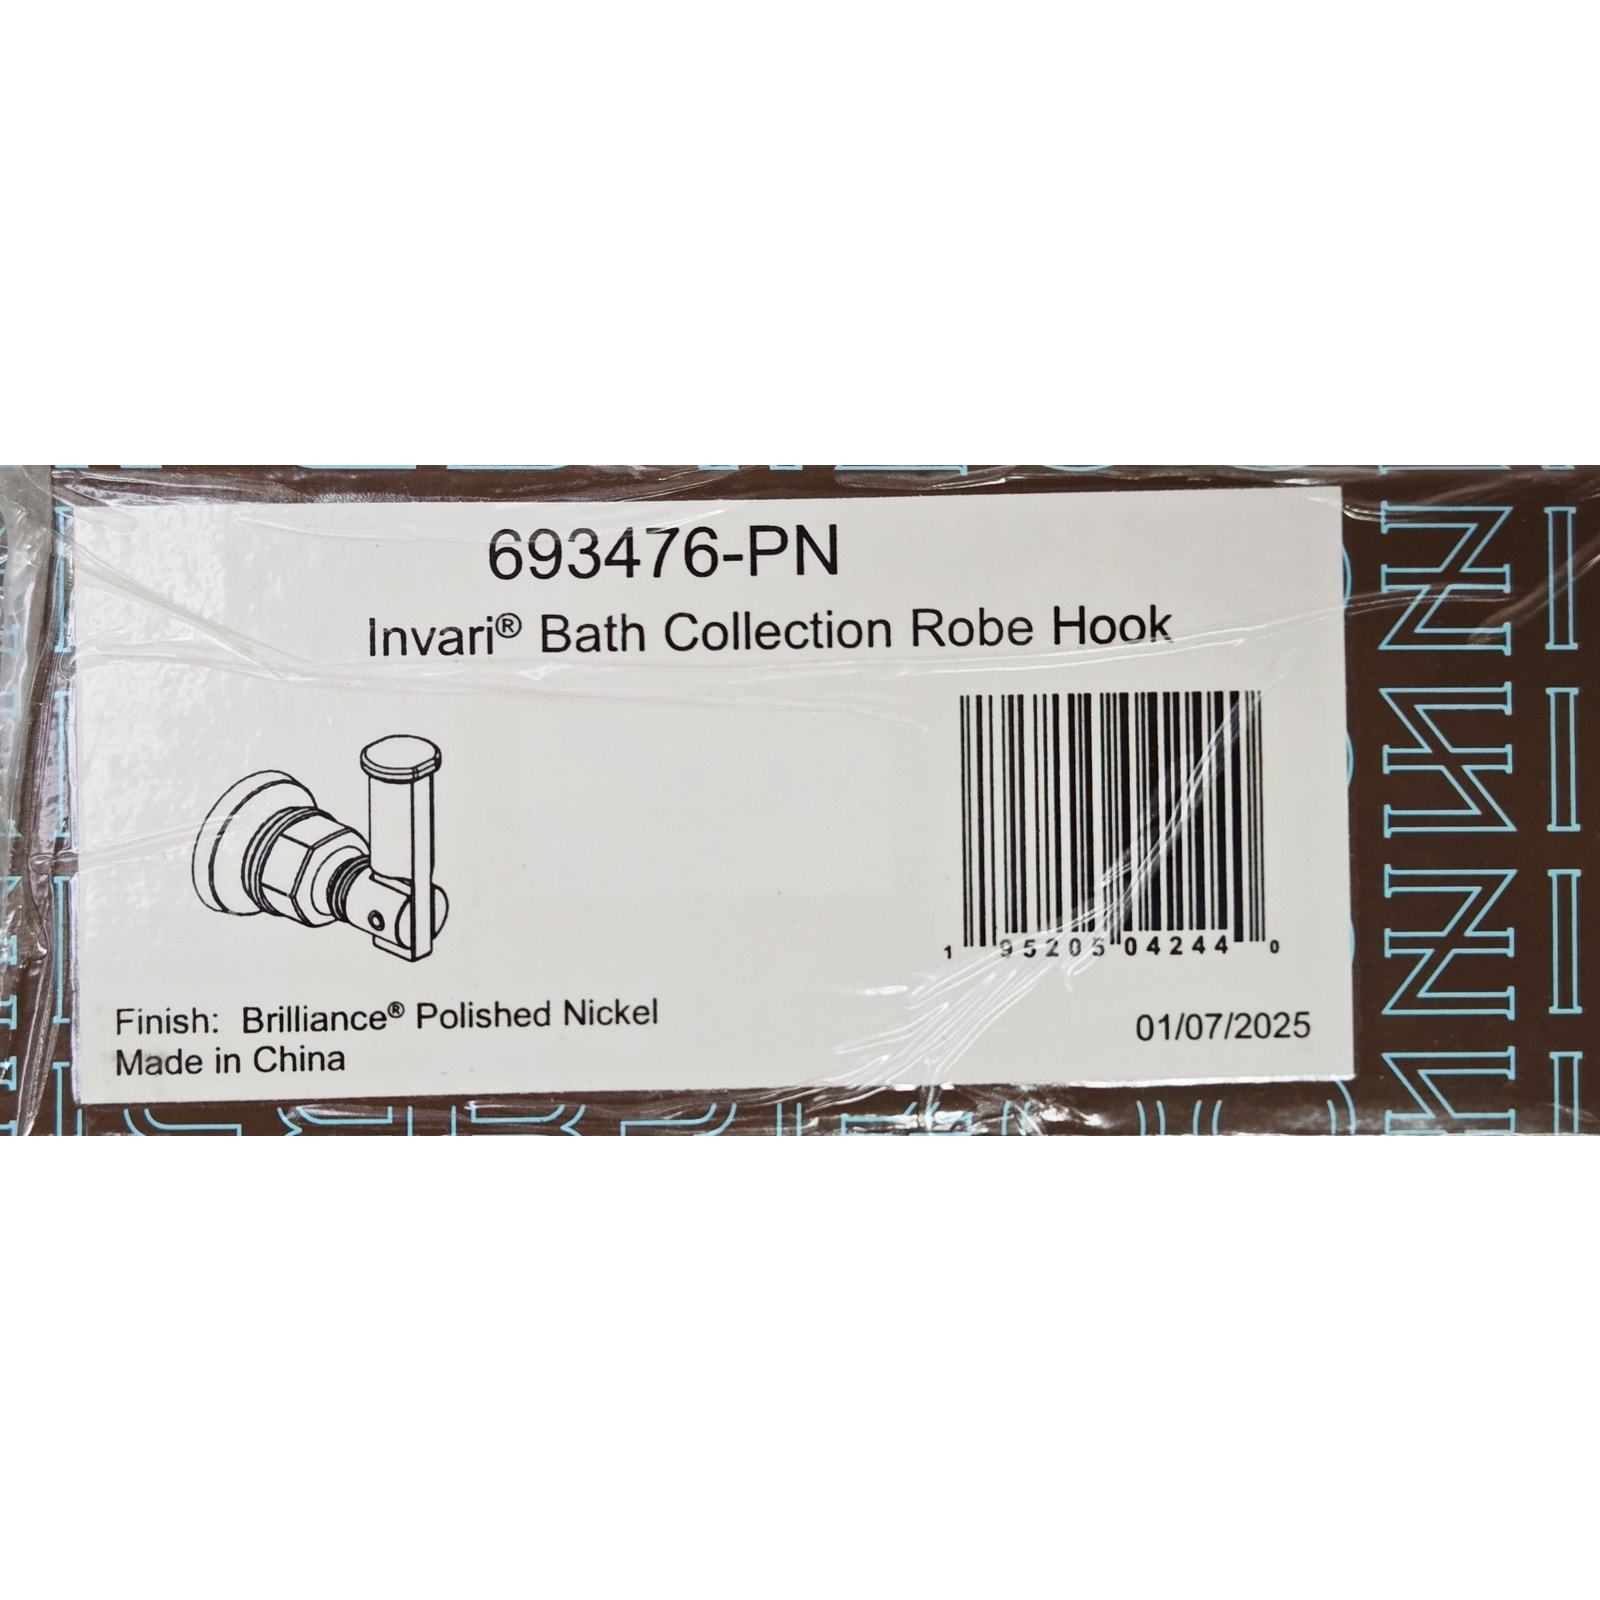 693476-PN
Invari® Bath Collection Robe Hook
1 95205 04244 0
Finish: Brilliance® Polished Nickel
Made in China
01/07/2025